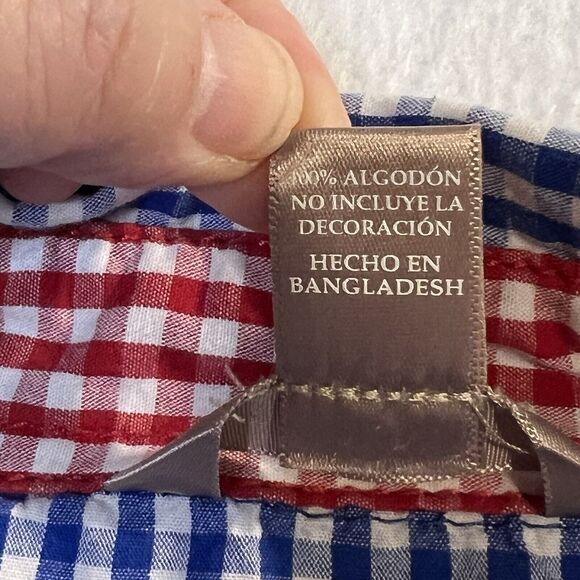 100% ALGODÓN
NO INCLUYE LA
DECORACIÓN
HECHO EN
BANGLADESH